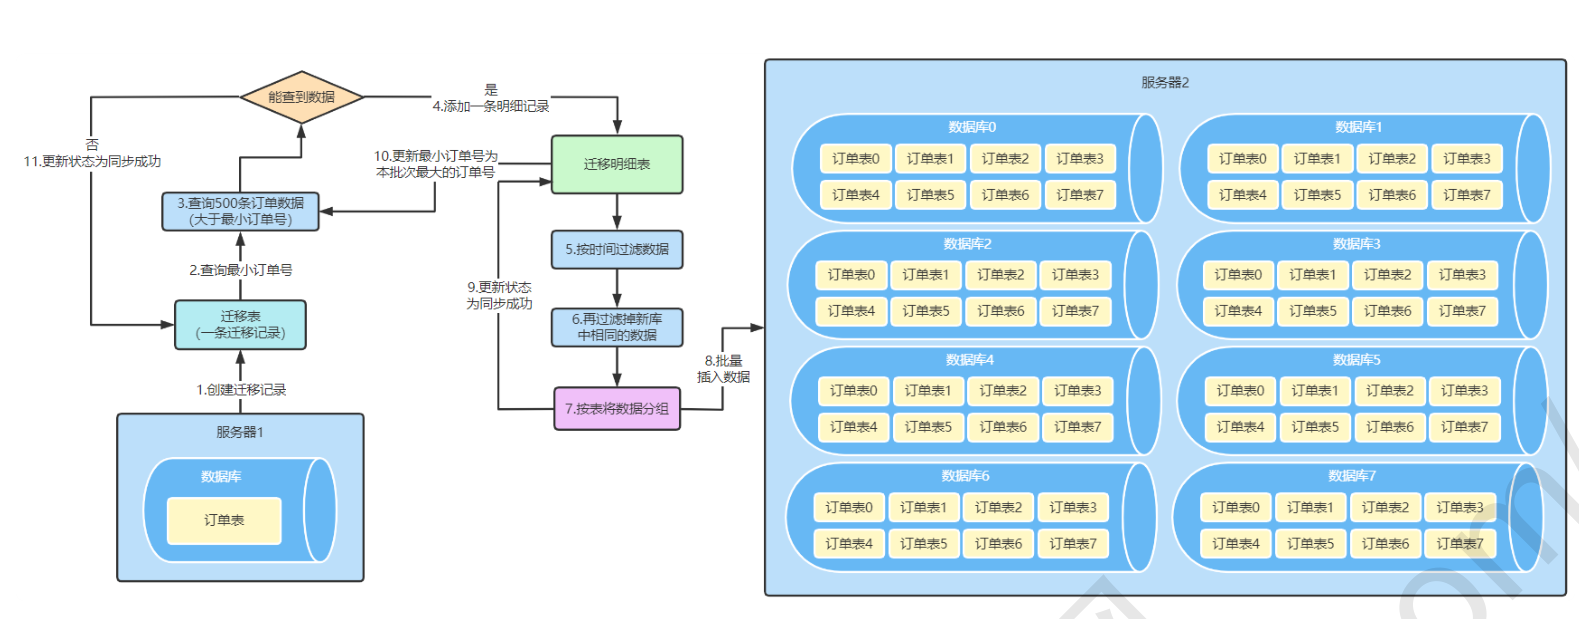 能查到数据
是
4.添加一条明细记录
否
11.更新状态为同步成功
10.更新最小订单号为
本批次最大的订单号
迁移明细表
3.查询500条订单数据
(大于最小订单号)
5.按时间过滤数据
2.查询最小订单号
9.更新状态
为同步成功
迁移表
(一条迁移记录)
6.再过滤掉新库
中相同的数据
8.批量
插入数据
1.创建迁移记录
7.按表将数据分组
服务器1
数据库
订单表
服务器2
数据库0
订单表0 订单表1 订单表2 订单表3
订单表4 订单表5 订单表6 订单表7
数据库1
订单表0 订单表1 订单表2 订单表3
订单表4 订单表5 订单表6 订单表7
数据库2
订单表0 订单表1 订单表2 订单表3
订单表4 订单表5 订单表6 订单表7
数据库3
订单表0 订单表1 订单表2 订单表3
订单表4 订单表5 订单表6 订单表7
数据库4
订单表0 订单表1 订单表2 订单表3
订单表4 订单表5 订单表6 订单表7
数据库5
订单表0 订单表1 订单表2 订单表3
订单表4 订单表5 订单表6 订单表7
数据库6
订单表0 订单表1 订单表2 订单表3
订单表4 订单表5 订单表6 订单表7
数据库7
订单表0 订单表1 订单表2 订单表3
订单表4 订单表5 订单表6 订单表7